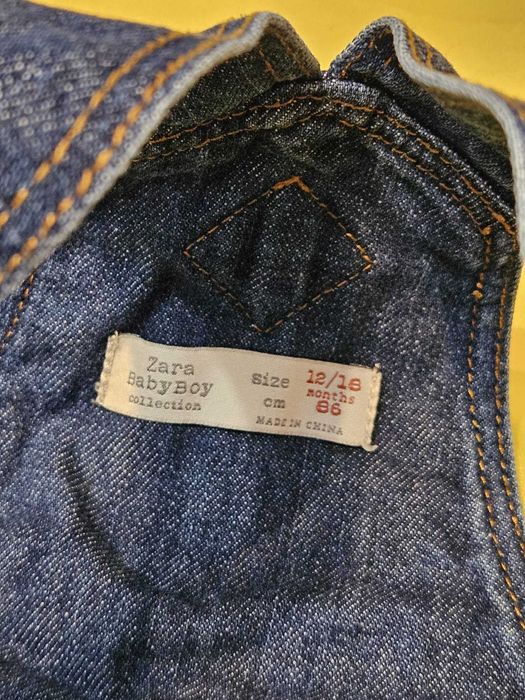 Zara
BabyBoy
collection
Size 12/18
months
cm 86
MADE IN CHINA